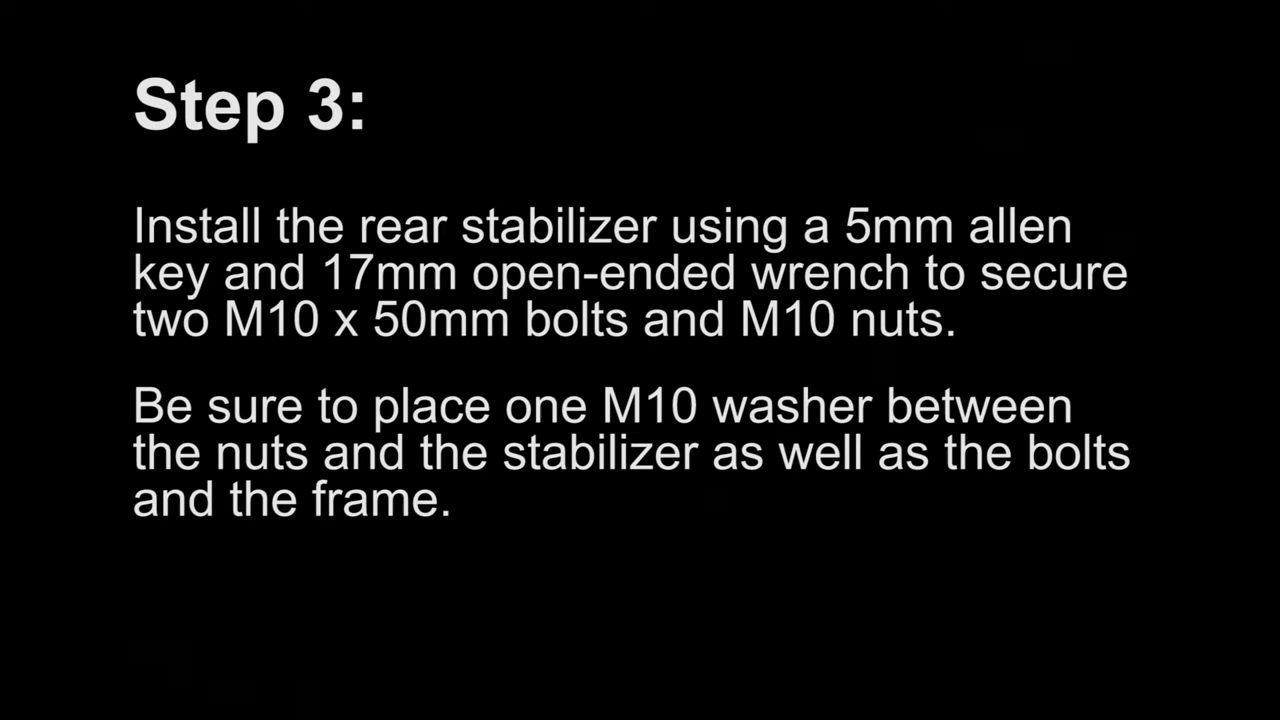 Step 3:
Install the rear stabilizer using a 5mm allen
key and 17mm open-ended wrench to secure
two M10 x 50mm bolts and M10 nuts.
Be sure to place one M10 washer between
the nuts and the stabilizer as well as the bolts
and the frame.